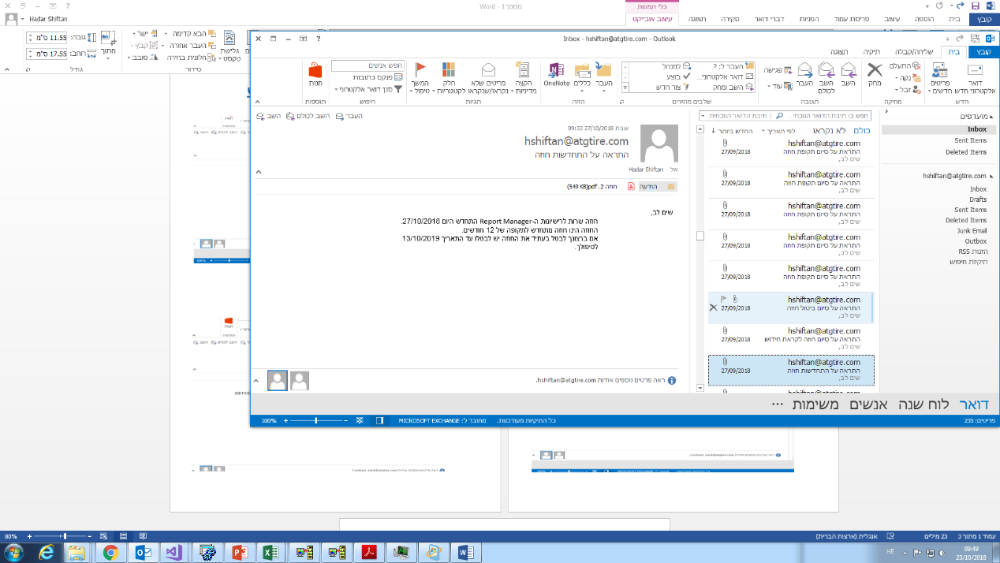 Hadar Shiftan
מסמך1 - Word
כלי תמונות
קובץ
בית
הוספה
עיצוב
פריסת עמוד
הפניות
דברי דואר
סקירה
תצוגה
עיצוב אובייקט
גובה: 11.55 ס"מ
רוחב: 17.55 ס"מ
חתוך
גודל
ישר
קבץ
סובב
הבא קדימה
העבר אחורה
חלונית בחירה
גלישת טקסט
סידור
Inbox - hshiftan@atgtire.com - Outlook
קובץ
בית
שליחה/קבלה
תיקיה
תצוגה
דואר אלקטרוני חדש
פריטים חדשים
חדש
התעלם
נקה
זבל
מחק
מחיקה
השב
השב לכולם
העבר
פגישה
עוד
תגובה
העבר ל: ?
למנהל
דואר אלקטרוני...
בוצע
השב ומחק
צור חדש
שלבים מהירים
העבר
כללים
OneNote
הזזה
הקצה מדיניות
פריטים שלא נקראו/שנקראו
חלק לקטגוריות
המשך טיפול
תגיות
חפש אנשים
פנקס כתובות
סנן דואר אלקטרוני
חיפוש
חנות
תוספות
מועדפים
Inbox
Sent Items
Deleted Items
hshiftan@atgtire.com
Inbox
Drafts
Sent Items
Deleted Items
Junk Email
Outbox
הזנות RSS
תיקיות חיפוש
חפש ב: תיבת הדואר הנוכחי...
תיבת הדואר הנוכחית
כולם
לא נקראו
לפי תאריך
החדש ביותר
hshiftan@atgtire.com
התראה על סיום תקופת חוזה
27/09/2018
שים לב,
hshiftan@atgtire.com
התראה על סיום תקופת חוזה
27/09/2018
שים לב,
hshiftan@atgtire.com
התראה על סיום תקופת חוזה
27/09/2018
שים לב,
hshiftan@atgtire.com
התראה על סיום תקופת חוזה
27/09/2018
שים לב,
hshiftan@atgtire.com
התראה על סיום תקופת חוזה
27/09/2018
שים לב,
hshiftan@atgtire.com
התראה על סיום ביטול חוזה
27/09/2018
שים לב,
hshiftan@atgtire.com
התראה על סיום חוזה לקראת חידוש
27/09/2018
שים לב,
hshiftan@atgtire.com
התראה על התחדשות חוזה
27/09/2018
שים לב,
השב
השב לכולם
העבר
שבת 27/10/2018 09:32
hshiftan@atgtire.com
התראה על התחדשות חוזה
אל Hadar Shiftan
הודעה
חוזה 2.pdf (549 KB)
שים לב,
חוזה שרות לרישיונות ה-Report Manager התחדש היום 27/10/2018.
החוזה הינו חוזה מתחדש לתקופה של 12 חודשים.
אם ברצונך לבטל בעתיד את החוזה יש לבטלו עד התאריך 13/10/2019.
לטיפולך.
ראה פרטים נוספים אודות hshiftan@atgtire.com.
דואר
לוח שנה
אנשים
משימות
...
פריטים: 235
כל התיקיות מעודכנות.
מחובר ל: MICROSOFT EXCHANGE
100%
עמוד 1 מתוך 3
23 מילים
אנגלית (ארצות הברית)
80%
HE
09:49
23/10/2018